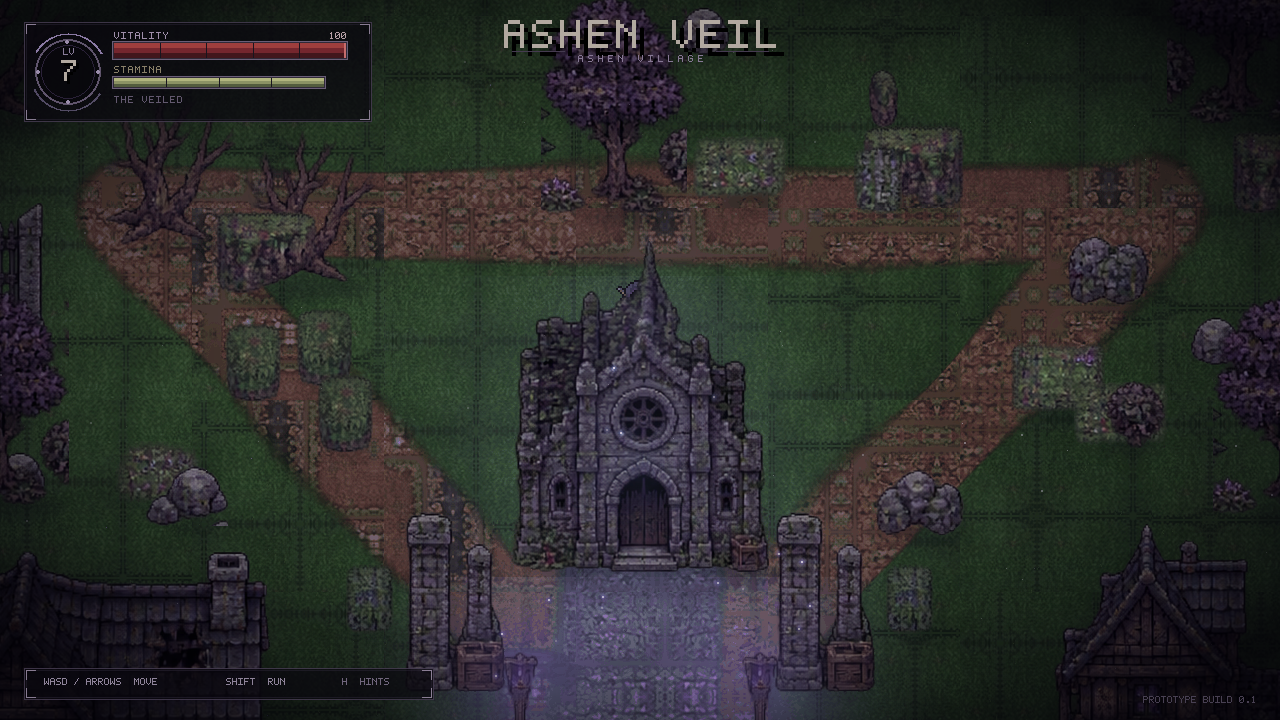 VITALITY 100
LV
7
STAMINA
THE VEILED
ASHEN VEIL
ASHEN VILLAGE
WASD / ARROWS MOVE SHIFT RUN H HINTS
PROTOTYPE BUILD 0.1